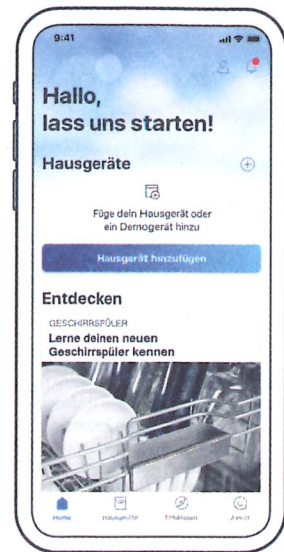 9:41
Hallo,
lass uns starten!
Hausgeräte
Füge dein Hausgerät oder
ein Demogerät hinzu
Hausgerät hinzufügen
Entdecken
GESCHIRRSPÜLER
Lerne deinen neuen
Geschirrspüler kennen
Home
Hausgeräte